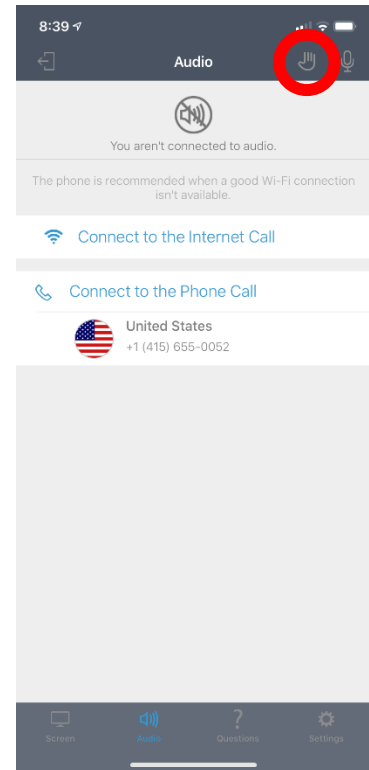 8:39
Audio
You aren't connected to audio.
The phone is recommended when a good Wi-Fi connection
isn't available.
Connect to the Internet Call
Connect to the Phone Call
United States
+1 (415) 655-0052
Screen
Audio
?
Questions
Settings